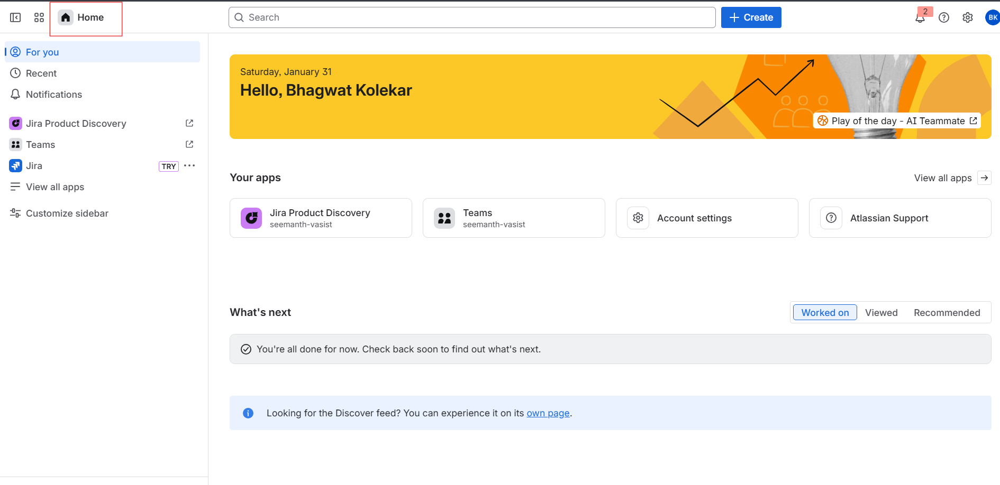 Home
Search
Create
2
BK
For you
Recent
Notifications
Jira Product Discovery
Teams
Jira
TRY
View all apps
Customize sidebar
Saturday, January 31
Hello, Bhagwat Kolekar
Play of the day - AI Teammate
Your apps
View all apps
Jira Product Discovery
seemanth-vasist
Teams
seemanth-vasist
Account settings
Atlassian Support
What's next
Worked on
Viewed
Recommended
You're all done for now. Check back soon to find out what's next.
Looking for the Discover feed? You can experience it on its own page.